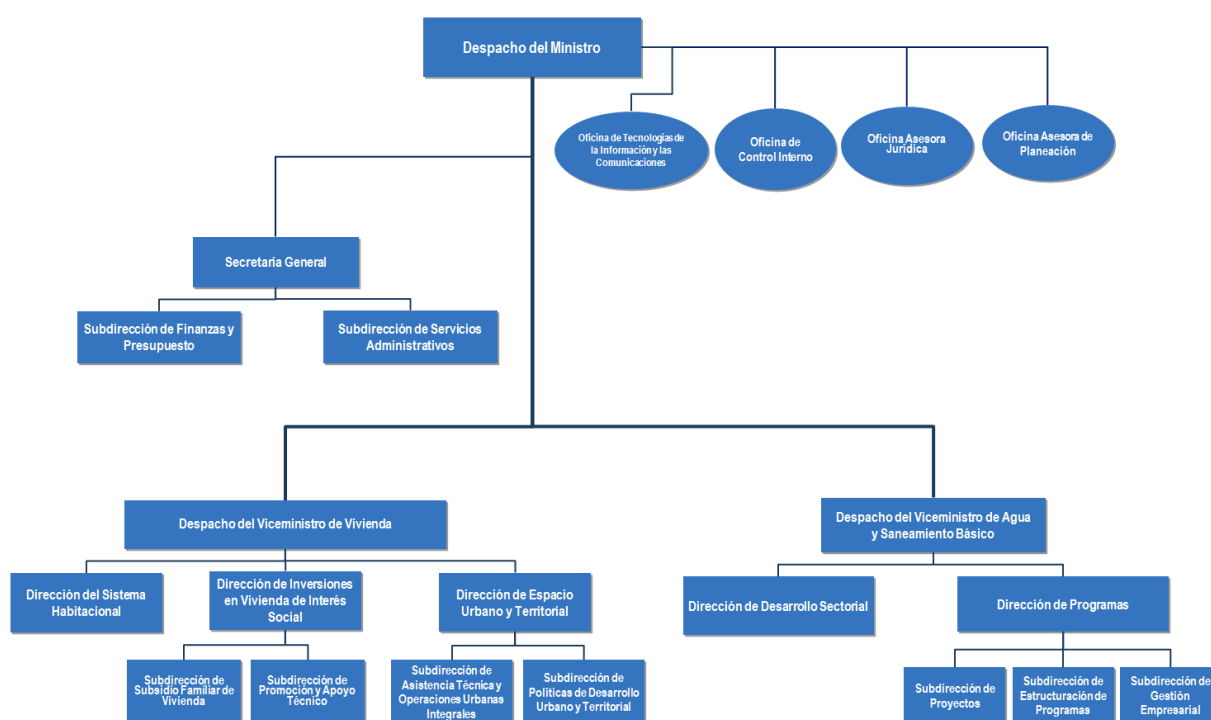 Despacho del Ministro
Oficina de Tecnologías de
la Información y las
Comunicaciones
Oficina de
Control Interno
Oficina Asesora
Jurídica
Oficina Asesora de
Planeación
Secretaría General
Subdirección de Finanzas y
Presupuesto
Subdirección de Servicios
Administrativos
Despacho del Viceministro de Vivienda
Despacho del Viceministro de Agua
y Saneamiento Básico
Dirección del Sistema
Habitacional
Dirección de Inversiones
en Vivienda de Interés
Social
Dirección de Espacio
Urbano y Territorial
Dirección de Desarrollo Sectorial
Dirección de Programas
Subdirección de
Subsidio Familiar de
Vivienda
Subdirección de
Promoción y Apoyo
Técnico
Subdirección de
Asistencia Técnica y
Operaciones Urbanas
Integrales
Subdirección de
Políticas de Desarrollo
Urbano y Territorial
Subdirección de
Proyectos
Subdirección de
Estructuración de
Programas
Subdirección de
Gestión
Empresarial